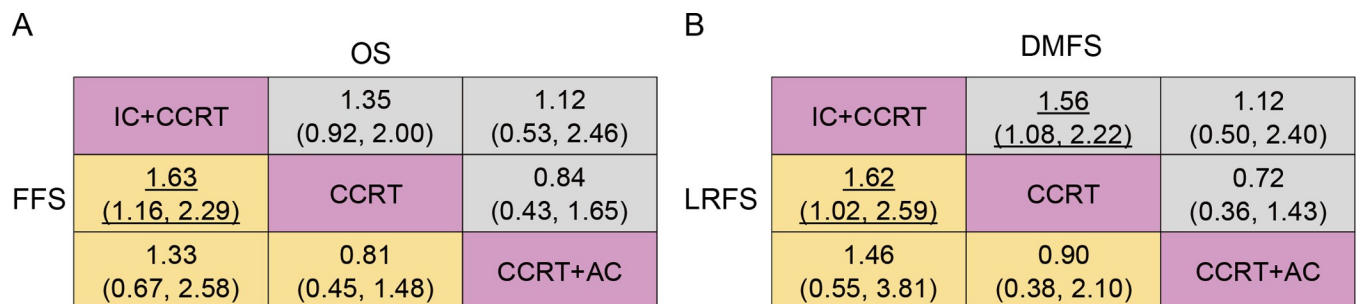 A
OS
IC+CCRT
1.35
(0.92, 2.00)
1.12
(0.53, 2.46)
FFS
1.63
(1.16, 2.29)
CCRT
0.84
(0.43, 1.65)
1.33
(0.67, 2.58)
0.81
(0.45, 1.48)
CCRT+AC
B
DMFS
IC+CCRT
1.56
(1.08, 2.22)
1.12
(0.50, 2.40)
LRFS
1.62
(1.02, 2.59)
CCRT
0.72
(0.36, 1.43)
1.46
(0.55, 3.81)
0.90
(0.38, 2.10)
CCRT+AC